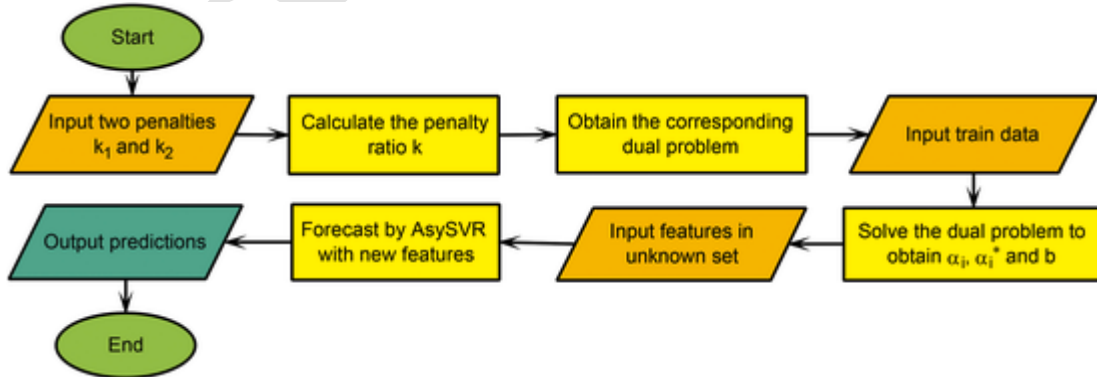 Start
Input two penalties
k₁ and k₂
Calculate the penalty
ratio k
Obtain the corresponding
dual problem
Input train data
Solve the dual problem to
obtain αᵢ, αᵢ* and b
Input features in
unknown set
Forecast by AsySVR
with new features
Output predictions
End